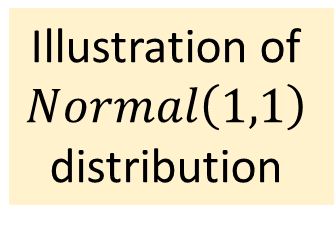 Illustration of
Normal(1,1)
distribution